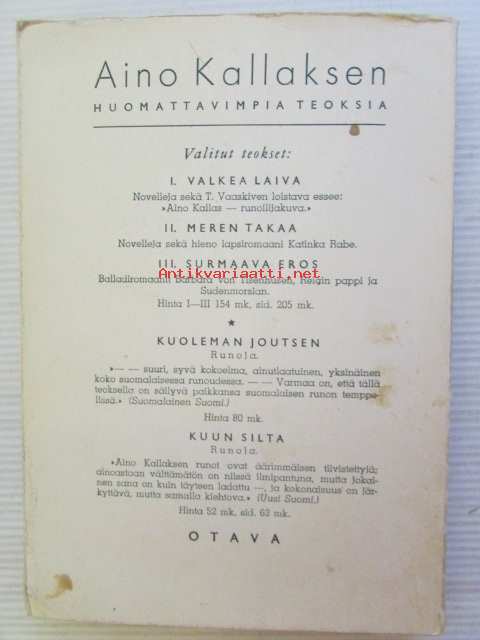 Aino Kallaksen
HUOMATTAVIMPIA TEOKSIA
Valitut teokset:
I. VALKEA LAIVA
Novelleja sekä T. Vaaskiven loistava essee:
»Aino Kallas — runoilijakuva.»
II. MEREN TAKAA
Novelleja sekä hieno lapsiromaani Katinka Rabe.
III. SURMAAVA EROS
Antikvariaatti.net
Balladiromaanit Barbara von Tisenhusen, Reigin pappi ja
Sudenmorsian.
Hinta I—III 154 mk, sid. 205 mk.
★
KUOLEMAN JOUTSEN
Runoja.
»— — suuri, syvä kokoelma, ainutlaatuinen, yksinäinen
koko suomalaisessa runoudessa. — — Varmaa on, että tällä
teoksella on säilyvä paikkansa suomalaisen runon temppe-
lissä.» (Suomalainen Suomi.)
Hinta 80 mk.
KUUN SILTA
Runoja.
»Aino Kallaksen runot ovat äärimmäisen tiivistettyjä;
ainoastaan välttämätön on niissä ilmipantuna, mutta jokai-
nen sana on kuin täyteen ladattu —, ja kokonaisuus on jär-
kyttävä, mutta samalla kiehtova.» (Uusi Suomi.)
Hinta 52 mk, sid. 62 mk.
OTAVA